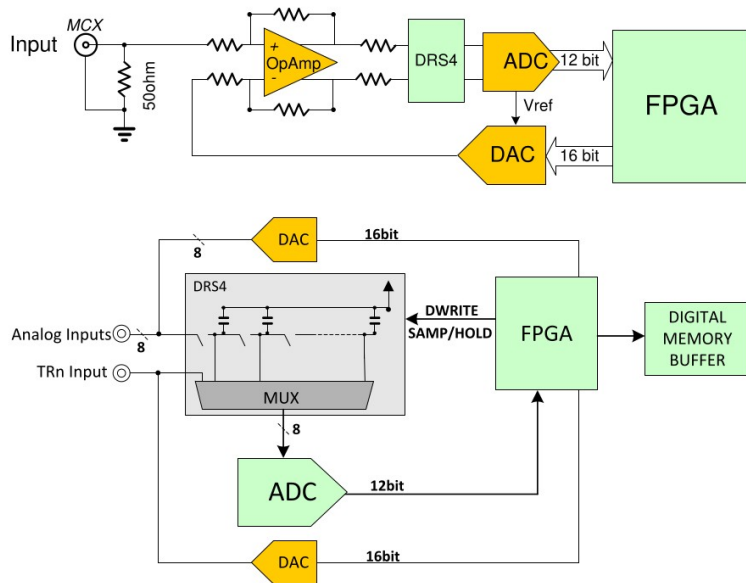 MCX
Input
50ohm
+
OpAmp
-
DRS4
ADC
12 bit
FPGA
Vref
DAC
16 bit
DAC
16bit
8
DRS4
Analog Inputs
8
TRn Input
MUX
8
DWRITE
SAMP/HOLD
FPGA
DIGITAL
MEMORY
BUFFER
ADC
12bit
DAC
16bit